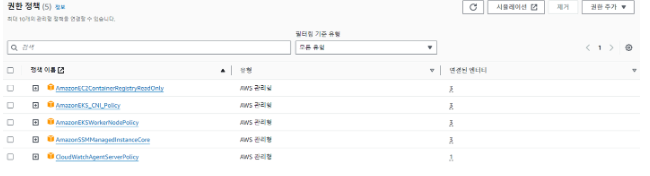 권한 정책 (5) 정보
최대 10개의 관리형 정책을 연결할 수 있습니다.
시뮬레이션
제거
권한 추가
필터링 기준 유형
검색
모든 유형
1
정책 이름
유형
연결된 엔터티
AmazonEC2ContainerRegistryReadOnly
AWS 관리형
3
AmazonEKS_CNI_Policy
AWS 관리형
3
AmazonEKSWorkerNodePolicy
AWS 관리형
3
AmazonSSMManagedInstanceCore
AWS 관리형
3
CloudWatchAgentServerPolicy
AWS 관리형
1